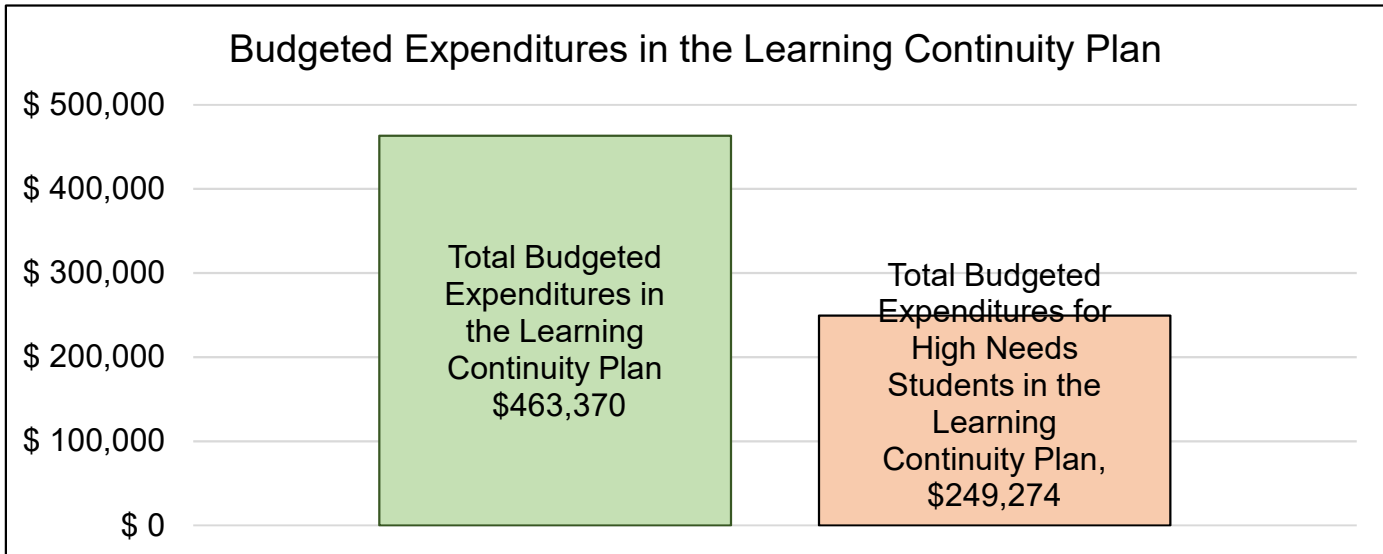 Budgeted Expenditures in the Learning Continuity Plan
$ 500,000
$ 400,000
$ 300,000
$ 200,000
$ 100,000
$ 0
Total Budgeted
Expenditures in
the Learning
Continuity Plan
$463,370
Total Budgeted
Expenditures for
High Needs
Students in the
Learning
Continuity Plan,
$249,274